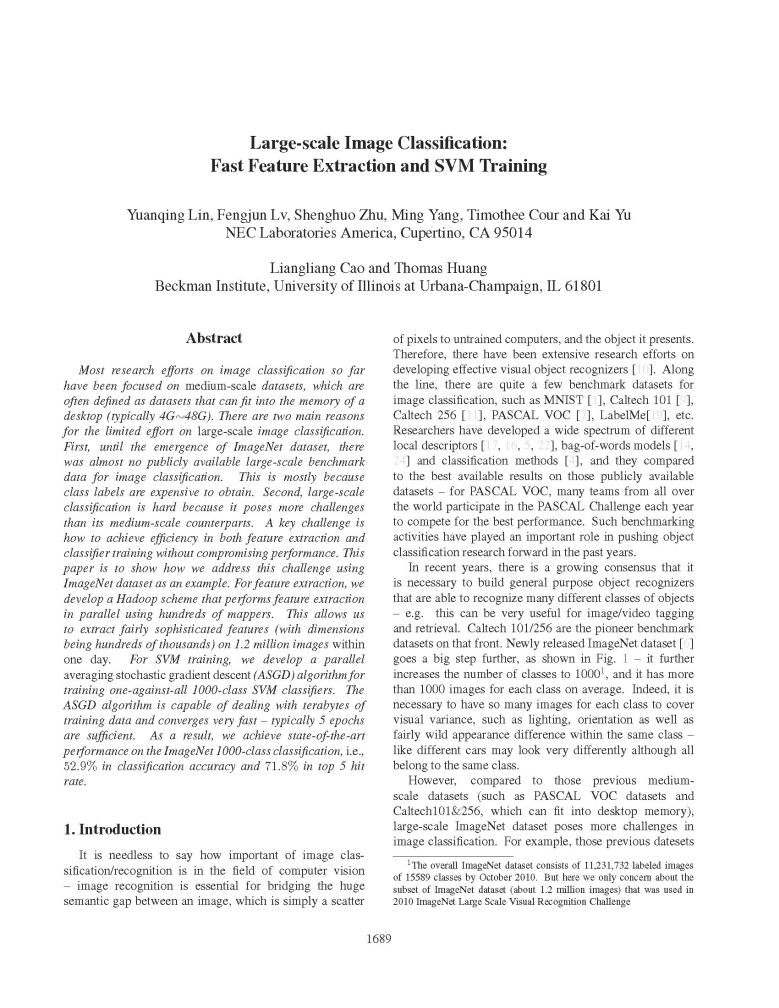 Large-scale Image Classification:
Fast Feature Extraction and SVM Training
Yuanqing Lin, Fengjun Lv, Shenghuo Zhu, Ming Yang, Timothee Cour and Kai Yu
NEC Laboratories America, Cupertino, CA 95014
Liangliang Cao and Thomas Huang
Beckman Institute, University of Illinois at Urbana-Champaign, IL 61801
Abstract
Most research efforts on image classification so far
have been focused on medium-scale datasets, which are
often defined as datasets that can fit into the memory of a
desktop (typically 4G∼48G). There are two main reasons
for the limited effort on large-scale image classification.
First, until the emergence of ImageNet dataset, there
was almost no publicly available large-scale benchmark
data for image classification. This is mostly because
class labels are expensive to obtain. Second, large-scale
classification is hard because it poses more challenges
than its medium-scale counterparts. A key challenge is
how to achieve efficiency in both feature extraction and
classifier training without compromising performance. This
paper is to show how we address this challenge using
ImageNet dataset as an example. For feature extraction, we
develop a Hadoop scheme that performs feature extraction
in parallel using hundreds of mappers. This allows us
to extract fairly sophisticated features (with dimensions
being hundreds of thousands) on 1.2 million images within
one day. For SVM training, we develop a parallel
averaging stochastic gradient descent (ASGD) algorithm for
training one-against-all 1000-class SVM classifiers. The
ASGD algorithm is capable of dealing with terabytes of
training data and converges very fast – typically 5 epochs
are sufficient. As a result, we achieve state-of-the-art
performance on the ImageNet 1000-class classification, i.e.,
52.9% in classification accuracy and 71.8% in top 5 hit
rate.
1. Introduction
It is needless to say how important of image clas-
sification/recognition is in the field of computer vision
– image recognition is essential for bridging the huge
semantic gap between an image, which is simply a scatter
of pixels to untrained computers, and the object it presents.
Therefore, there have been extensive research efforts on
developing effective visual object recognizers [10]. Along
the line, there are quite a few benchmark datasets for
image classification, such as MNIST [1], Caltech 101 [9],
Caltech 256 [11], PASCAL VOC [7], LabelMe[19], etc.
Researchers have developed a wide spectrum of different
local descriptors [17, 16, 5, 22], bag-of-words models [14,
24] and classification methods [4], and they compared
to the best available results on those publicly available
datasets – for PASCAL VOC, many teams from all over
the world participate in the PASCAL Challenge each year
to compete for the best performance. Such benchmarking
activities have played an important role in pushing object
classification research forward in the past years.
In recent years, there is a growing consensus that it
is necessary to build general purpose object recognizers
that are able to recognize many different classes of objects
– e.g. this can be very useful for image/video tagging
and retrieval. Caltech 101/256 are the pioneer benchmark
datasets on that front. Newly released ImageNet dataset [6]
goes a big step further, as shown in Fig. 1 – it further
increases the number of classes to 1000¹, and it has more
than 1000 images for each class on average. Indeed, it is
necessary to have so many images for each class to cover
visual variance, such as lighting, orientation as well as
fairly wild appearance difference within the same class –
like different cars may look very differently although all
belong to the same class.
However, compared to those previous medium-
scale datasets (such as PASCAL VOC datasets and
Caltech101&256, which can fit into desktop memory),
large-scale ImageNet dataset poses more challenges in
image classification. For example, those previous datesets
¹The overall ImageNet dataset consists of 11,231,732 labeled images
of 15589 classes by October 2010. But here we only concern about the
subset of ImageNet dataset (about 1.2 million images) that was used in
2010 ImageNet Large Scale Visual Recognition Challenge
1689